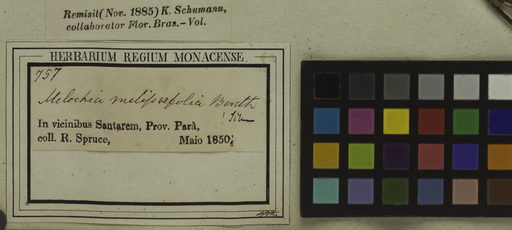 Remisit (Nov. 1885) K. Schumann,
collaborator Flor. Bras. – Vol.
HERBARIUM REGIUM MONACENSE.
757
Melochia melissaefolia Benth
In vicinibus Santarem, Prov. Parà,
coll. R. Spruce, Maio 1850